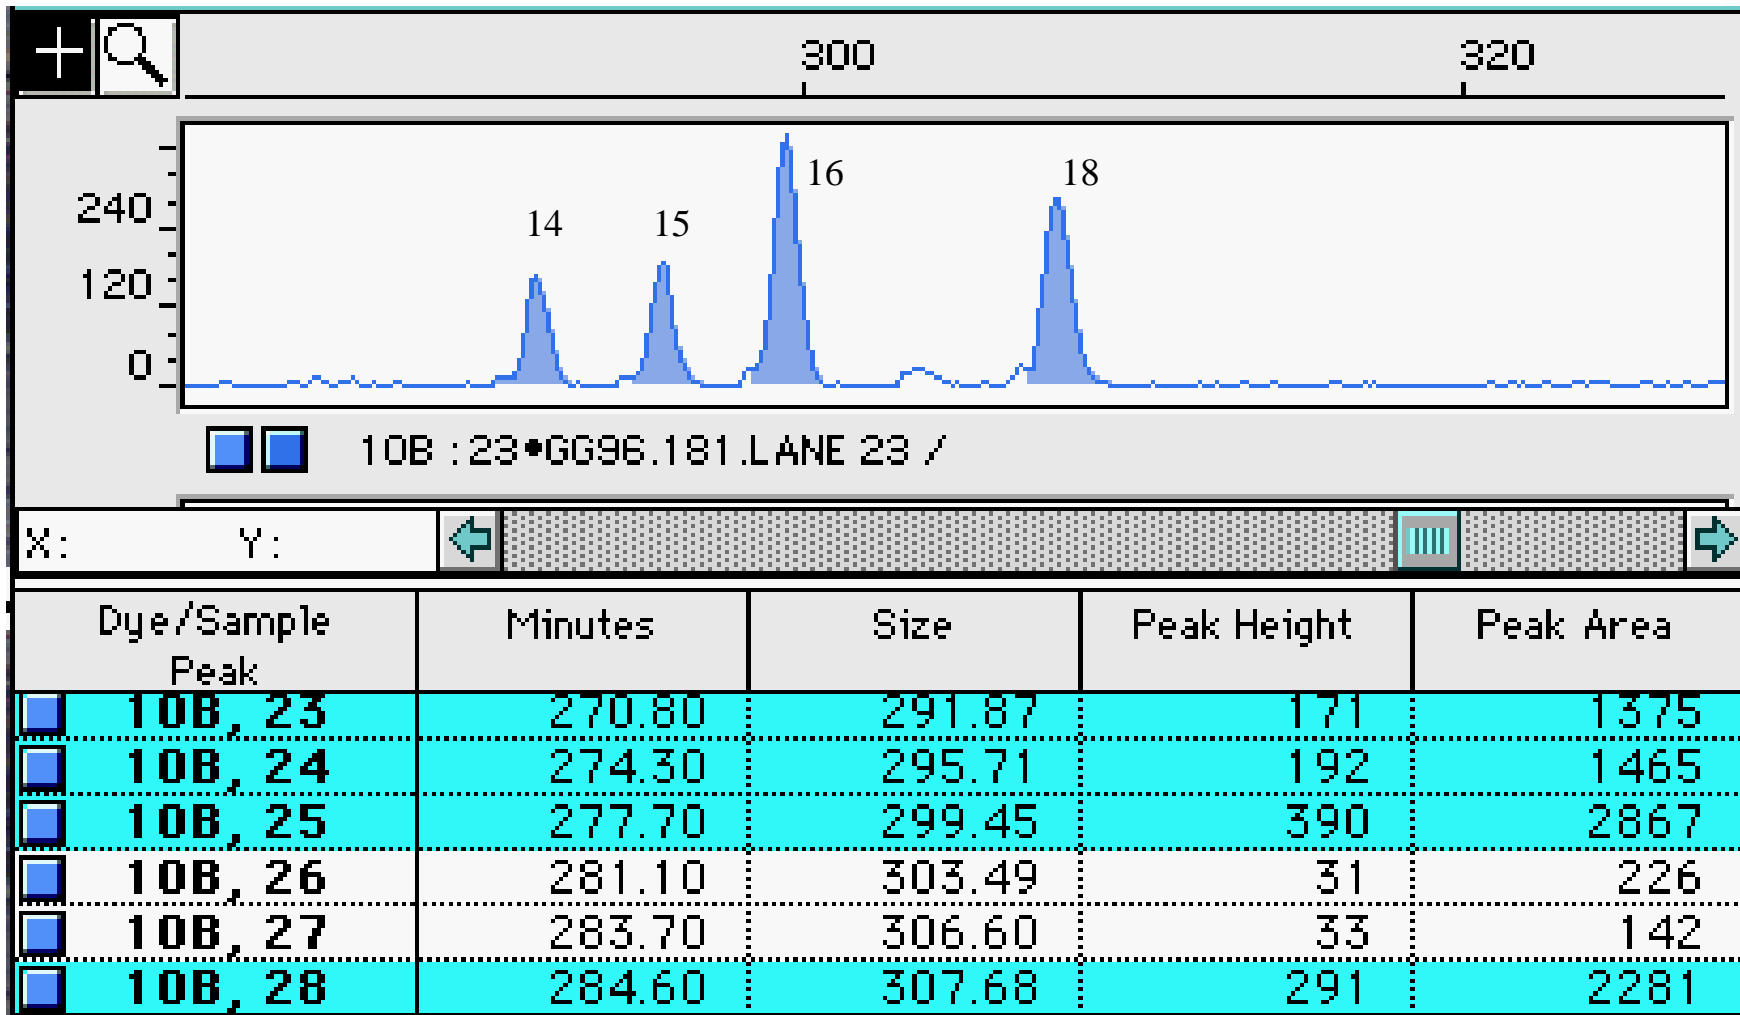 300 320
240
120
0
14 15 16 18
10B :23•GG96.181.LANE 23 /
X: Y:
Dye/Sample Peak Minutes Size Peak Height Peak Area
10B, 23 270.80 291.87 171 1375
10B, 24 274.30 295.71 192 1465
10B, 25 277.70 299.45 390 2867
10B, 26 281.10 303.49 31 226
10B, 27 283.70 306.60 33 142
10B, 28 284.60 307.68 291 2281